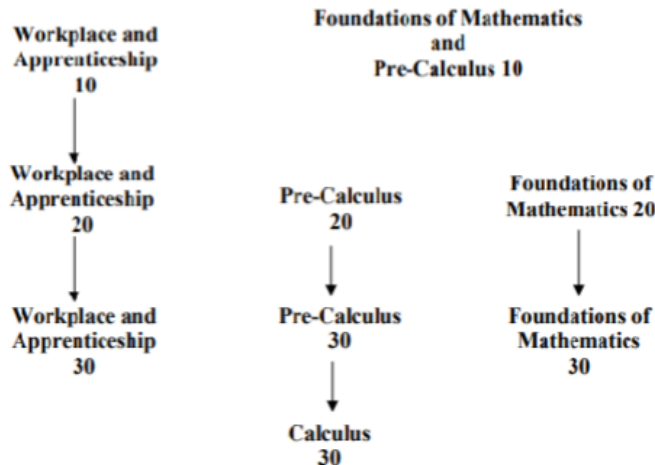 Workplace and
Apprenticeship
10
Foundations of Mathematics
and
Pre-Calculus 10
Workplace and
Apprenticeship
20
Pre-Calculus
20
Foundations of
Mathematics 20
Workplace and
Apprenticeship
30
Pre-Calculus
30
Foundations of
Mathematics
30
Calculus
30